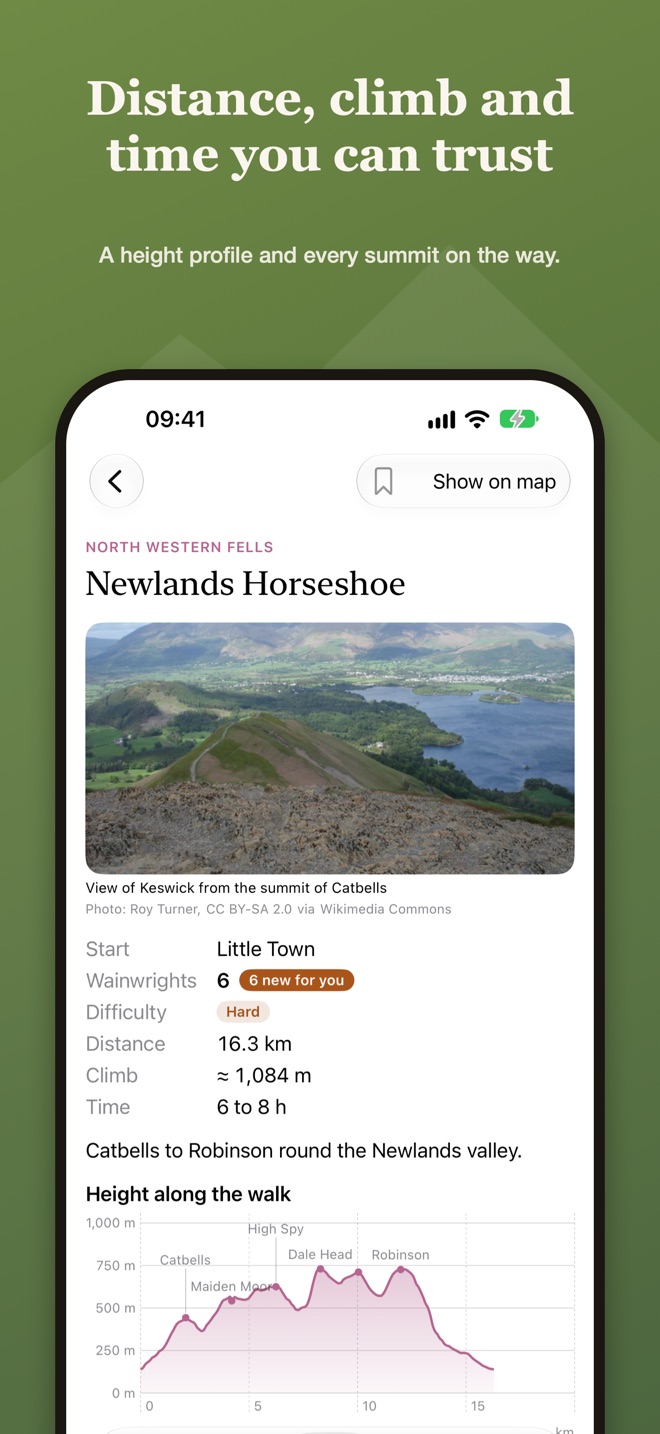 Distance, climb and
time you can trust
A height profile and every summit on the way.
09:41
Show on map
NORTH WESTERN FELLS
Newlands Horseshoe
View of Keswick from the summit of Catbells
Photo: Roy Turner, CC BY-SA 2.0 via Wikimedia Commons
Start Little Town
Wainwrights 6 6 new for you
Difficulty Hard
Distance 16.3 km
Climb ≈ 1,084 m
Time 6 to 8 h
Catbells to Robinson round the Newlands valley.
Height along the walk
1,000 m
High Spy
Dale Head
Robinson
750 m
Catbells
Maiden Moor
500 m
250 m
0 m
0 5 10 15
km